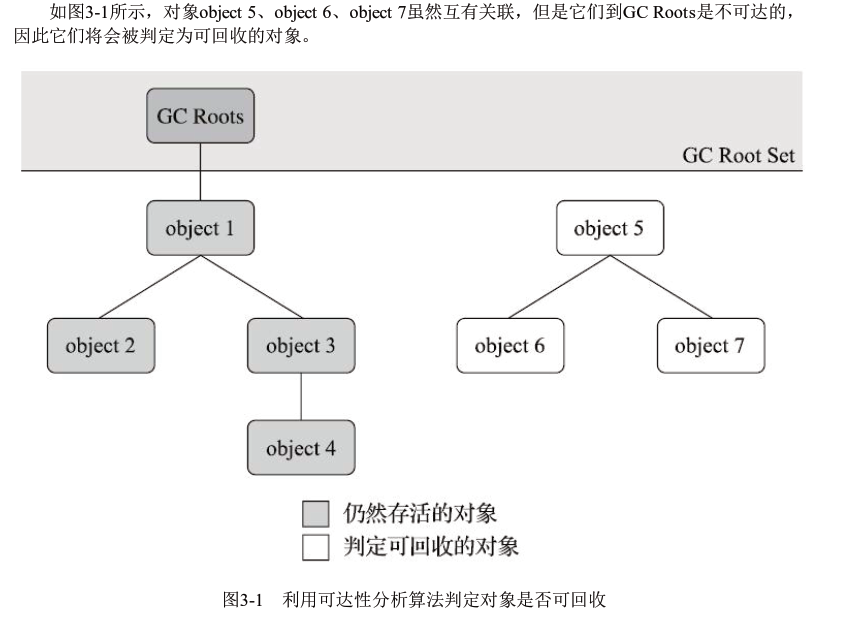 如图3-1所示，对象object 5、object 6、object 7虽然互有关联，但是它们到GC Roots是不可达的，
因此它们将会被判定为可回收的对象。
GC Roots
GC Root Set
object 1
object 5
object 2
object 3
object 6
object 7
object 4
仍然存活的对象
判定可回收的对象
图3-1 利用可达性分析算法判定对象是否可回收